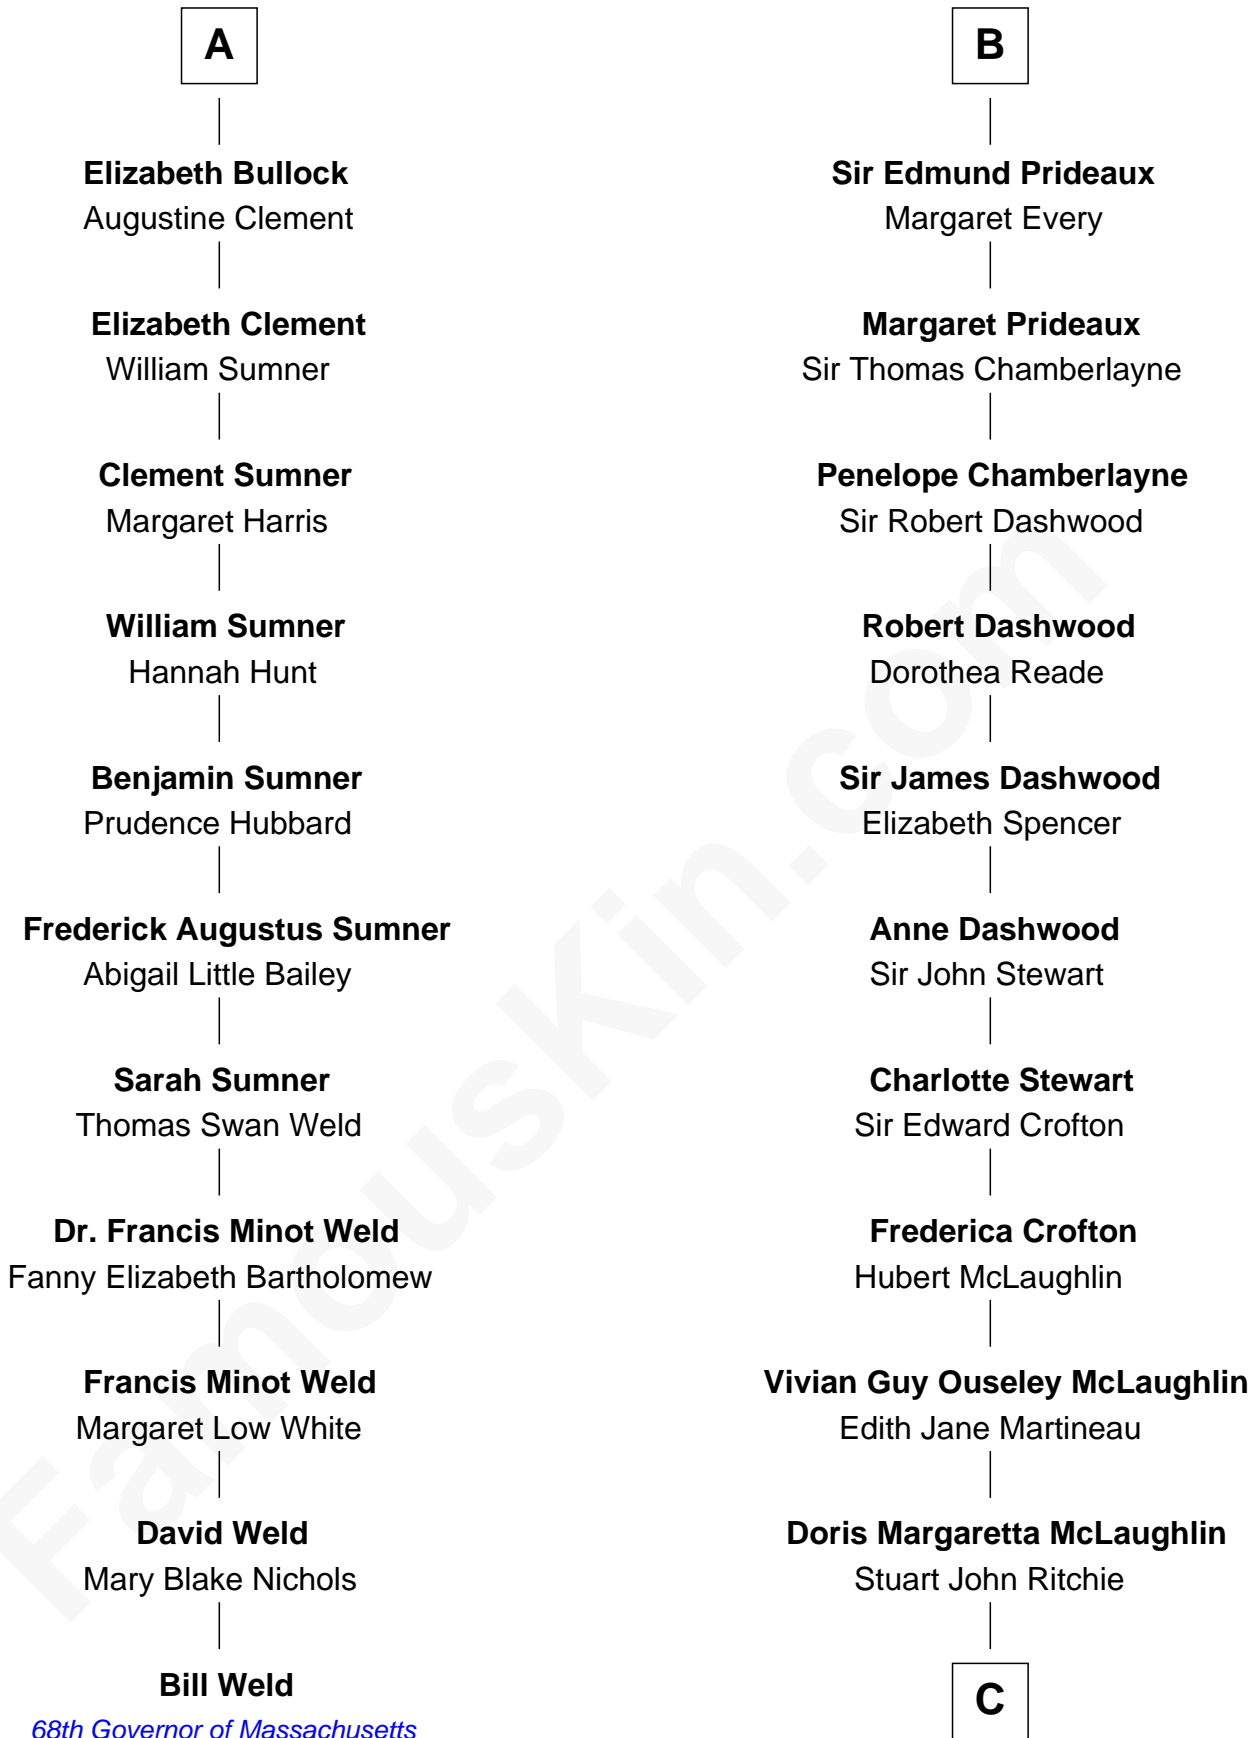 A
Elizabeth Bullock
Augustine Clement
Elizabeth Clement
William Sumner
Clement Sumner
Margaret Harris
William Sumner
Hannah Hunt
Benjamin Sumner
Prudence Hubbard
Frederick Augustus Sumner
Abigail Little Bailey
Sarah Sumner
Thomas Swan Weld
Dr. Francis Minot Weld
Fanny Elizabeth Bartholomew
Francis Minot Weld
Margaret Low White
David Weld
Mary Blake Nichols
Bill Weld
68th Governor of Massachusetts
B
Sir Edmund Prideaux
Margaret Every
Margaret Prideaux
Sir Thomas Chamberlayne
Penelope Chamberlayne
Sir Robert Dashwood
Robert Dashwood
Dorothea Reade
Sir James Dashwood
Elizabeth Spencer
Anne Dashwood
Sir John Stewart
Charlotte Stewart
Sir Edward Crofton
Frederica Crofton
Hubert McLaughlin
Vivian Guy Ouseley McLaughlin
Edith Jane Martineau
Doris Margaretta McLaughlin
Stuart John Ritchie
C
FamousKin.com